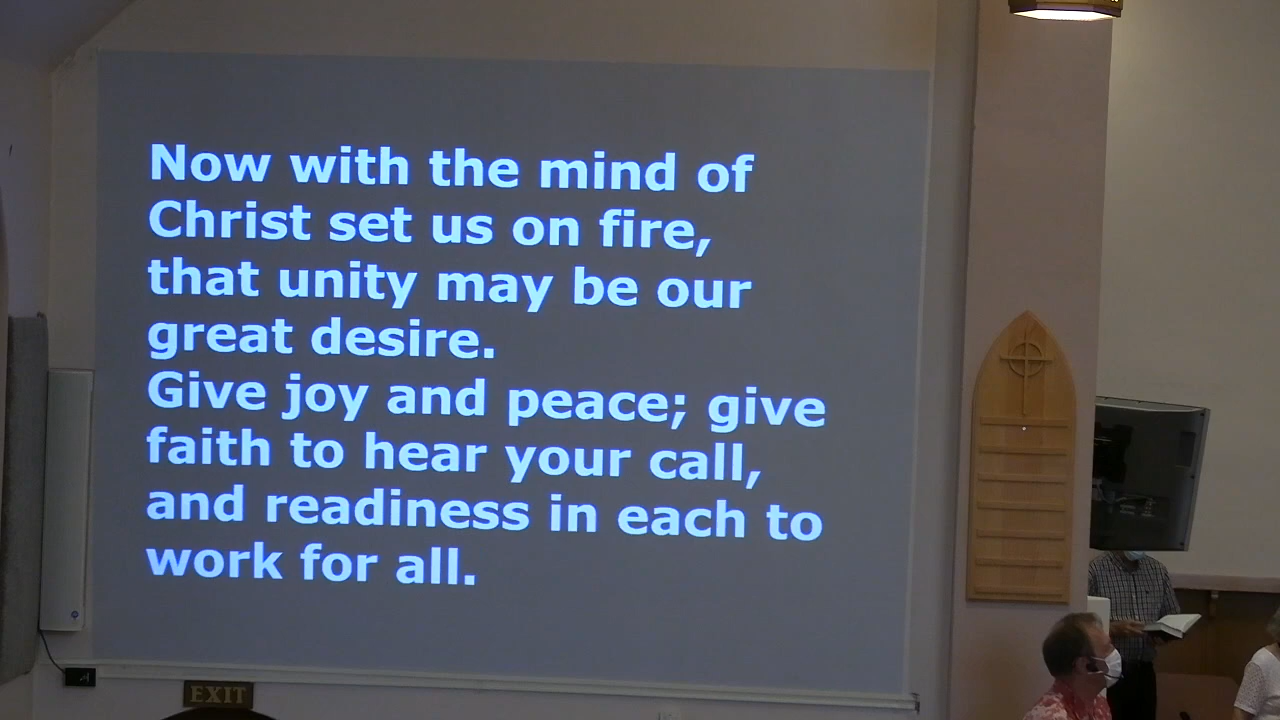 Now with the mind of
Christ set us on fire,
that unity may be our
great desire.
Give joy and peace; give
faith to hear your call,
and readiness in each to
work for all.
EXIT